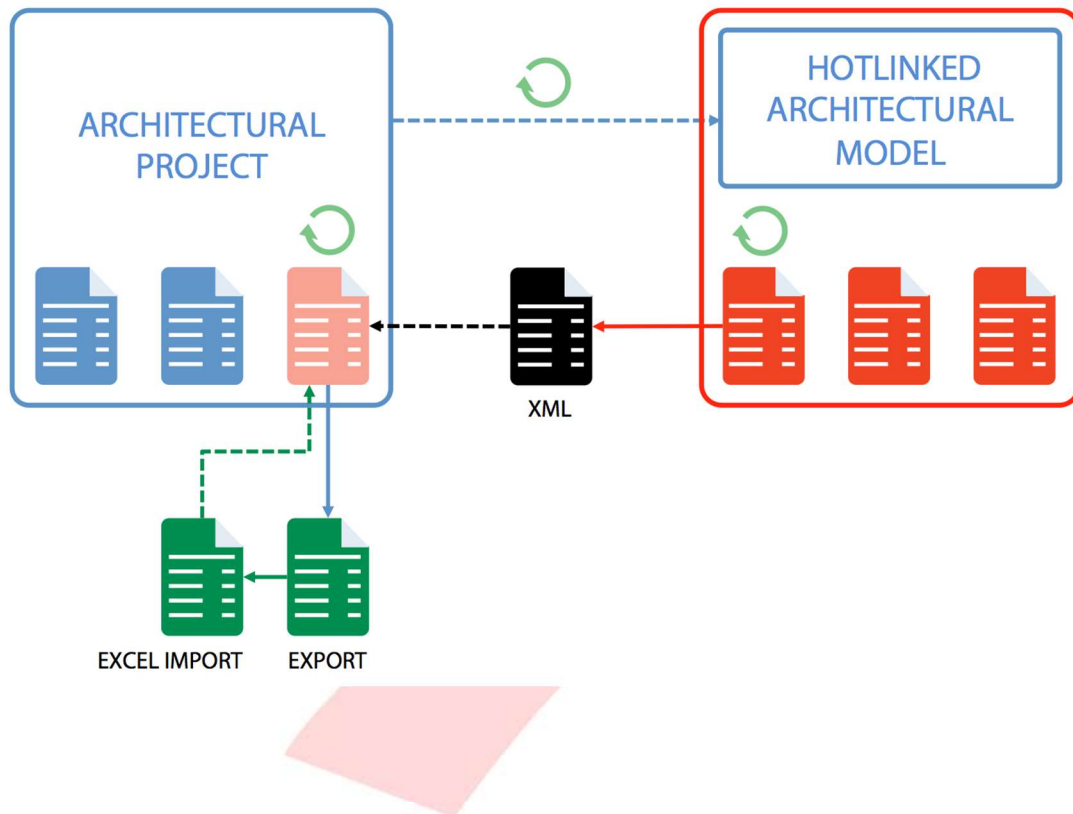 ARCHITECTURAL
PROJECT
HOTLINKED
ARCHITECTURAL
MODEL
XML
EXCEL IMPORT
EXPORT